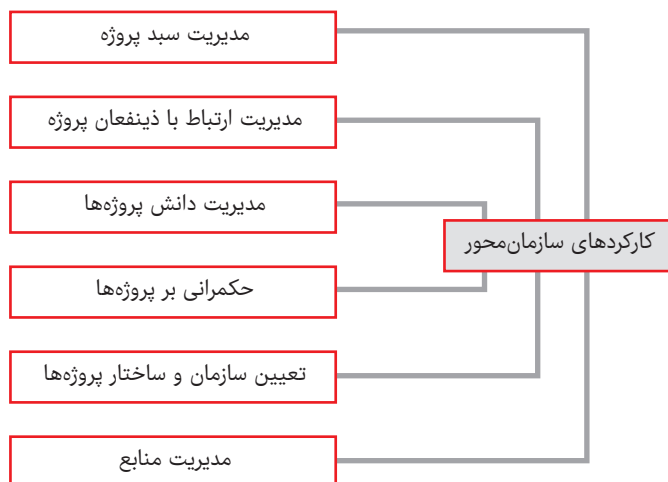 مدیریت سبد پروژه
مدیریت ارتباط با ذینفعان پروژه
مدیریت دانش پروژه‌ها
کارکردهای سازمان‌محور
حکمرانی بر پروژه‌ها
تعیین سازمان و ساختار پروژه‌ها
مدیریت منابع